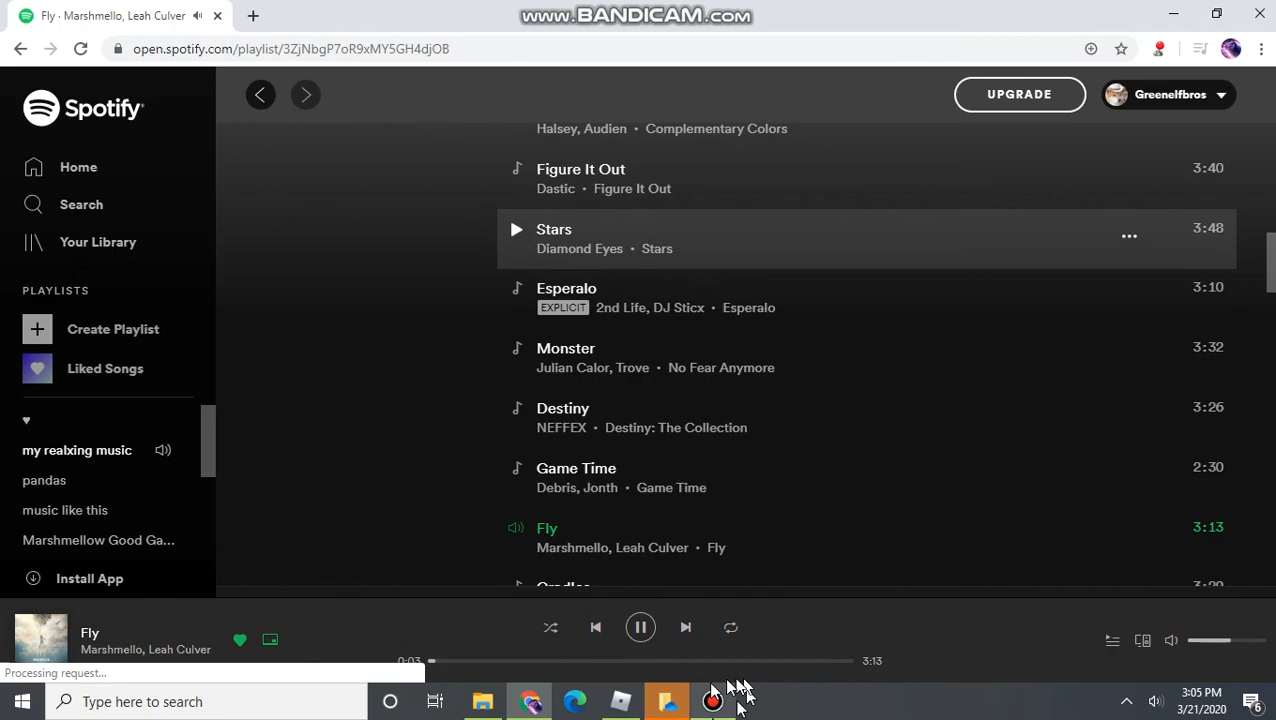 Fly · Marshmello, Leah Culver
www.BANDICAM.com
open.spotify.com/playlist/3ZjNbgP7oR9xMY5GH4djOB
Spotify
UPGRADE
Greenelfbros
Home
Search
Your Library
PLAYLISTS
Create Playlist
Liked Songs
♥
my realxing music
pandas
music like this
Marshmellow Good Ga...
Install App
Halsey, Audien • Complementary Colors
Figure It Out
3:40
Dastic • Figure It Out
Stars
3:48
Diamond Eyes • Stars
Esperalo
3:10
EXPLICIT 2nd Life, DJ Sticx • Esperalo
Monster
3:32
Julian Calor, Trove • No Fear Anymore
Destiny
3:26
NEFFEX • Destiny: The Collection
Game Time
2:30
Debris, Jonth • Game Time
Fly
3:13
Marshmello, Leah Culver • Fly
Fly
Marshmello, Leah Culver
0:03
3:13
Processing request...
Type here to search
3:05 PM
3/21/2020
6